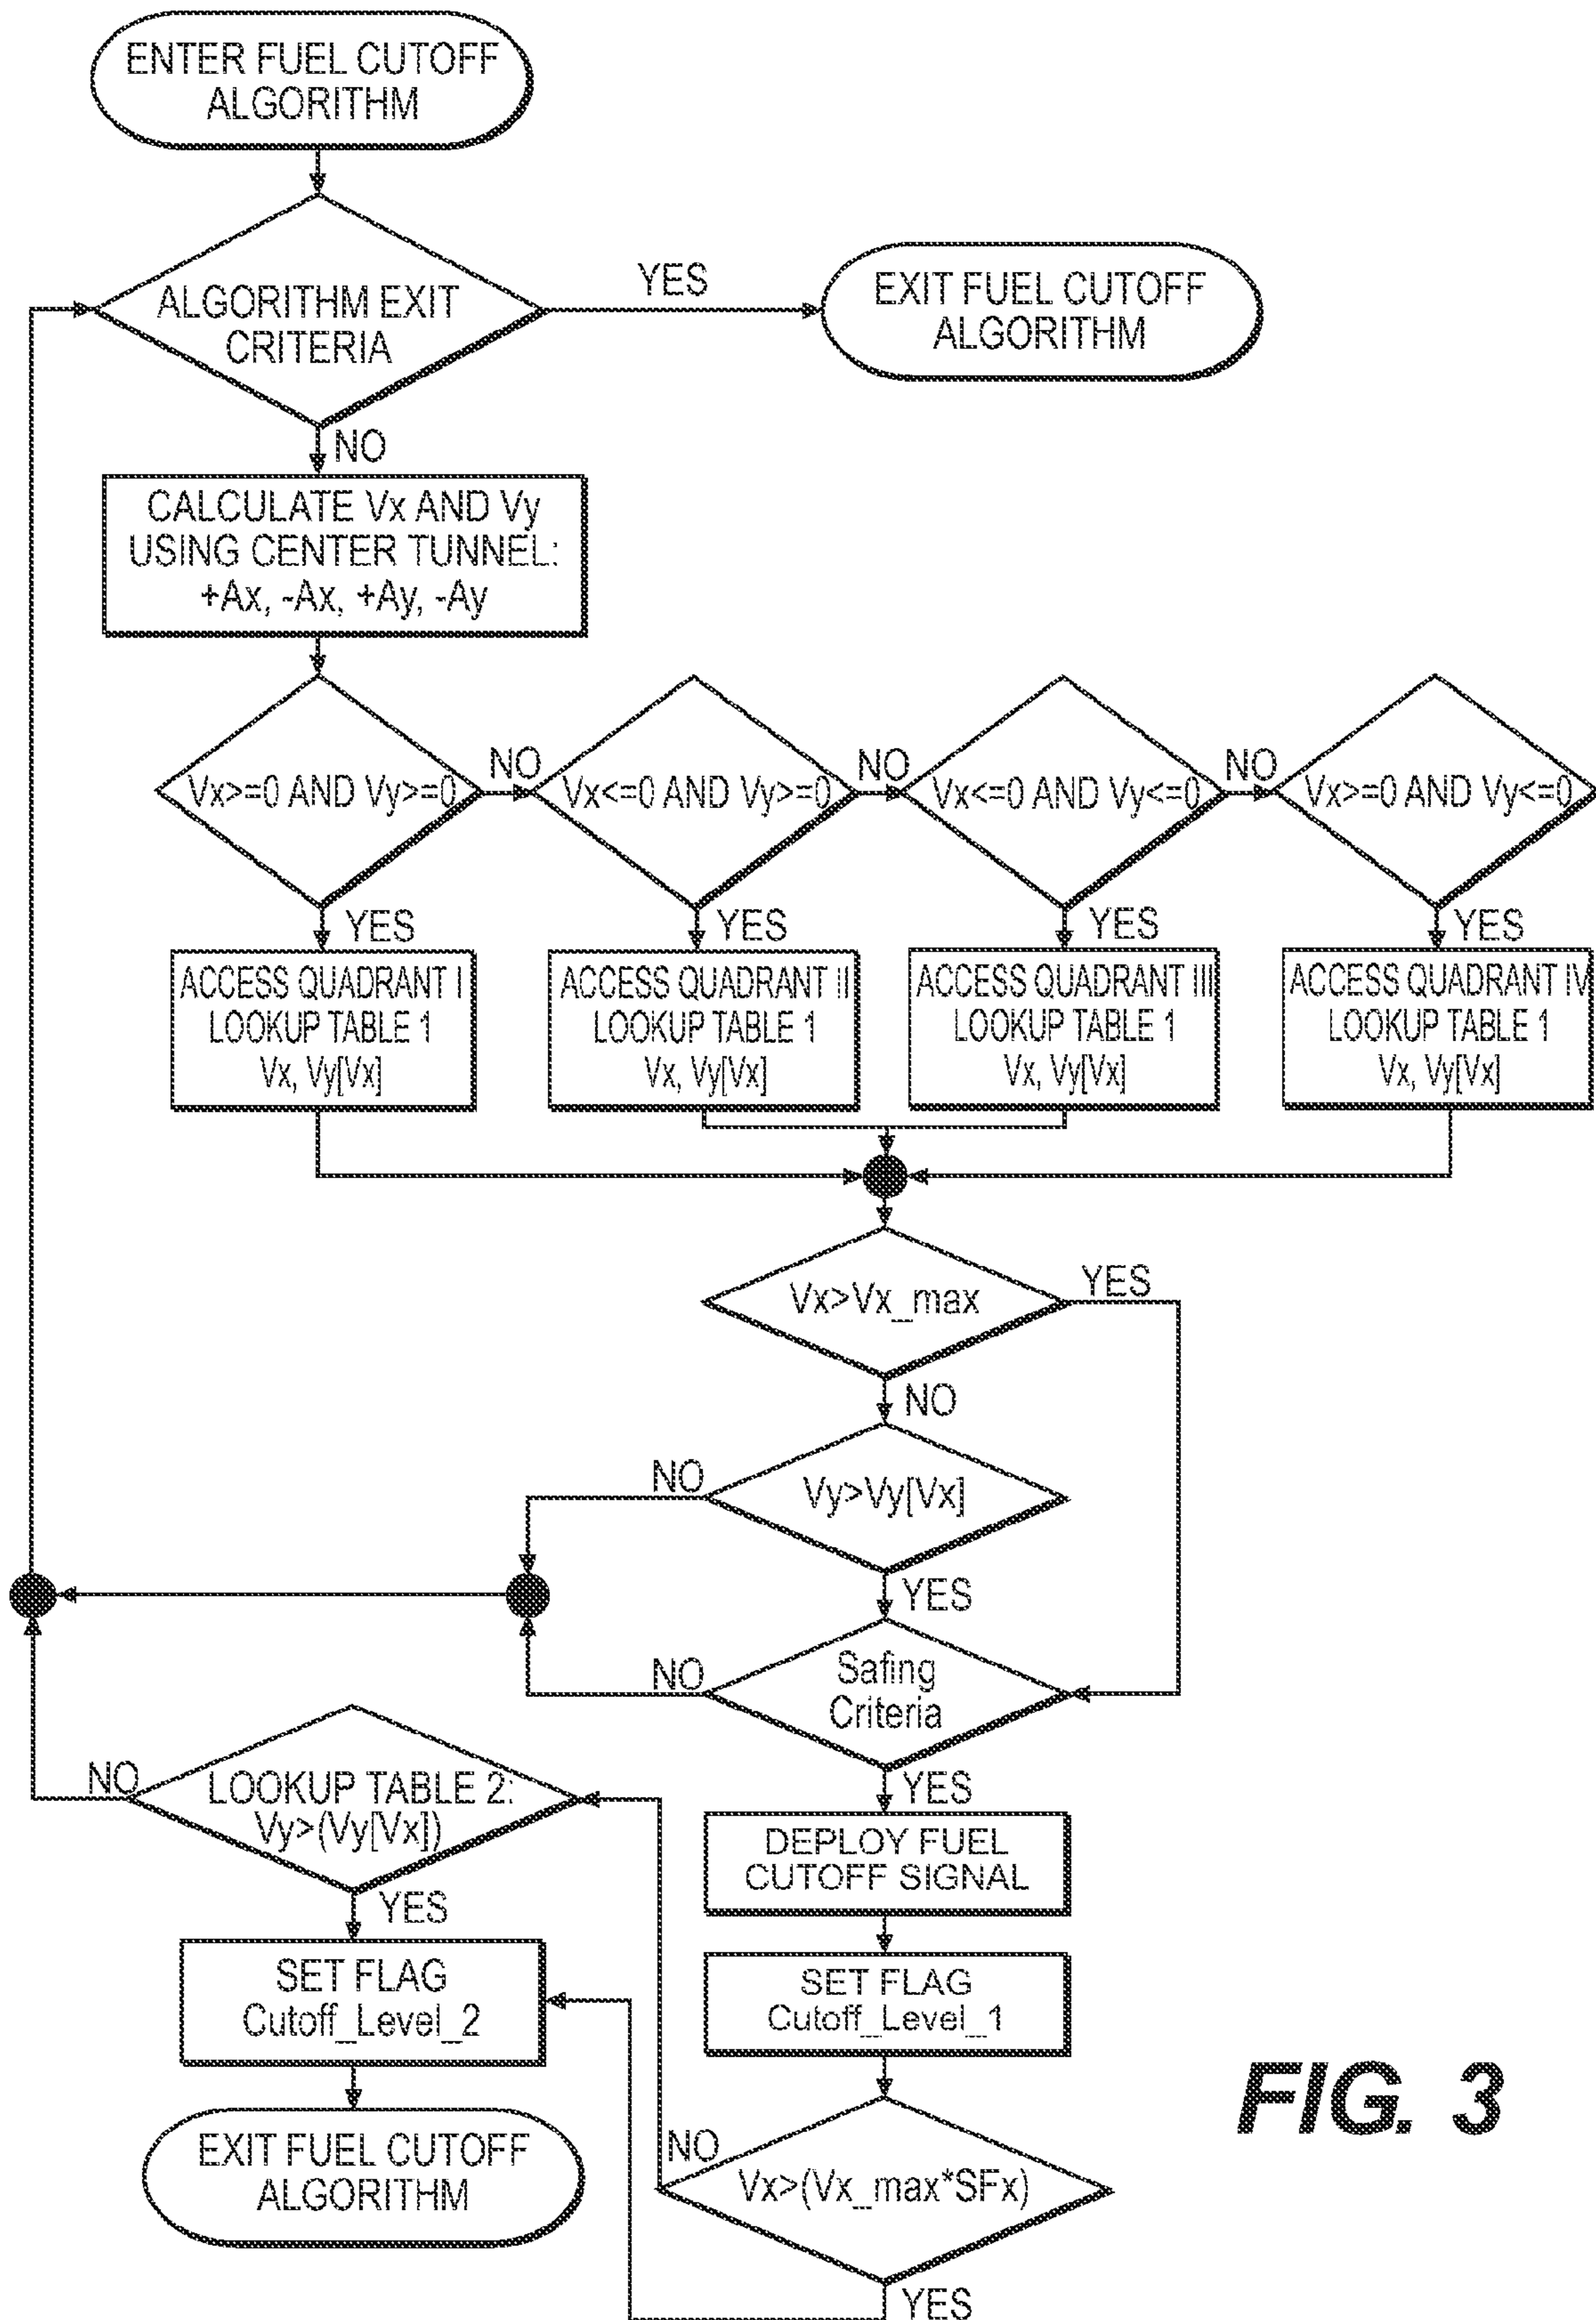 ENTER FUEL CUTOFF
ALGORITHM
ALGORITHM EXIT
CRITERIA
YES
EXIT FUEL CUTOFF
ALGORITHM
NO
CALCULATE Vx AND Vy
USING CENTER TUNNEL:
+Ax, -Ax, +Ay, -Ay
Vx>=0 AND Vy>=0
NO
Vx<=0 AND Vy>=0
NO
Vx<=0 AND Vy<=0
NO
Vx>=0 AND Vy<=0
YES
YES
YES
YES
ACCESS QUADRANT I
LOOKUP TABLE 1
Vx, Vy[Vx]
ACCESS QUADRANT II
LOOKUP TABLE 1
Vx, Vy[Vx]
ACCESS QUADRANT III
LOOKUP TABLE 1
Vx, Vy[Vx]
ACCESS QUADRANT IV
LOOKUP TABLE 1
Vx, Vy[Vx]
Vx>Vx_max
YES
NO
Vy>Vy[Vx]
NO
YES
Safing
Criteria
NO
YES
DEPLOY FUEL
CUTOFF SIGNAL
SET FLAG
Cutoff_Level_1
Vx>(Vx_max*SFx)
NO
YES
LOOKUP TABLE 2:
Vy>(Vy[Vx])
NO
YES
SET FLAG
Cutoff_Level_2
EXIT FUEL CUTOFF
ALGORITHM
FIG. 3